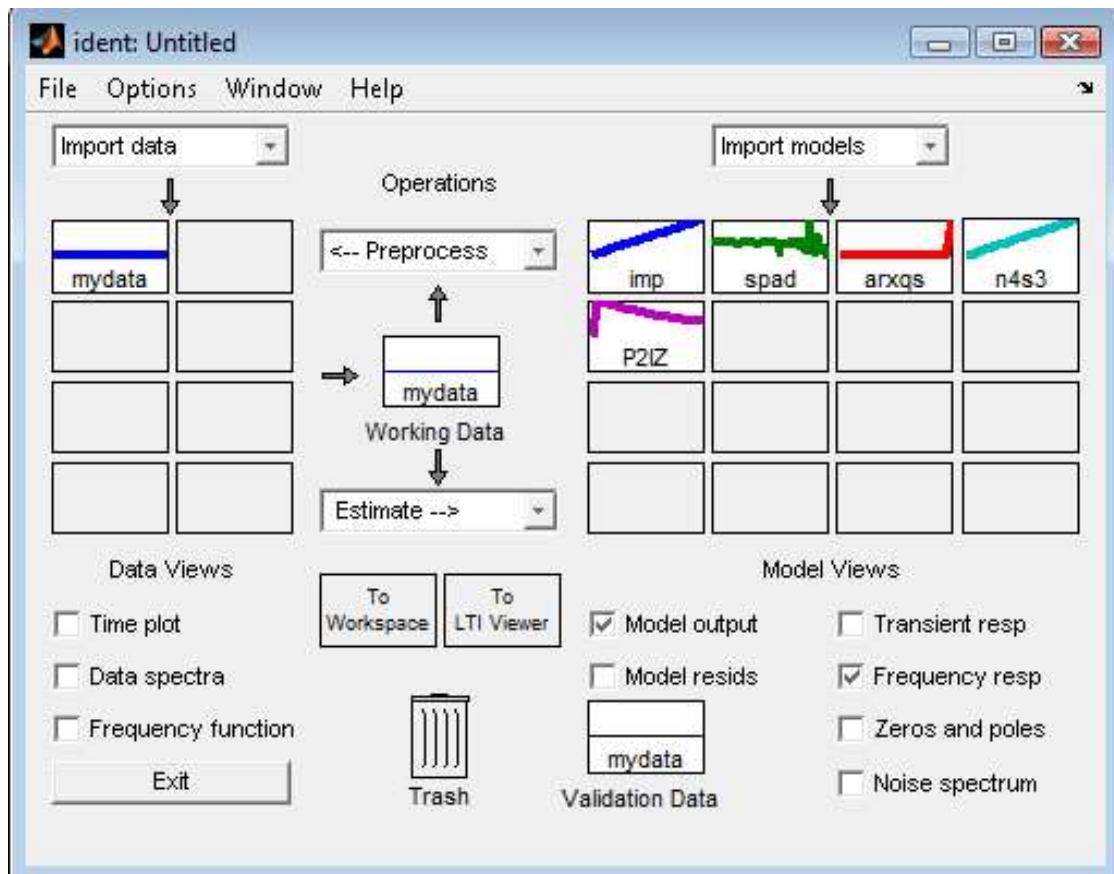 ident: Untitled
File Options Window Help
Import data
Import models
Operations
mydata
<-- Preprocess
imp
spad
arxqs
n4s3
P2IZ
mydata
Working Data
Estimate -->
Data Views
Model Views
To
Workspace
To
LTI Viewer
Time plot
Data spectra
Frequency function
Exit
Trash
Model output
Model resids
mydata
Validation Data
Transient resp
Frequency resp
Zeros and poles
Noise spectrum